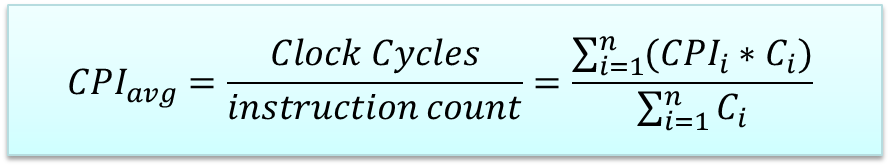 CPI_avg = Clock Cycles / instruction count = ∑_{i=1}^{n}(CPI_i * C_i) / ∑_{i=1}^{n} C_i